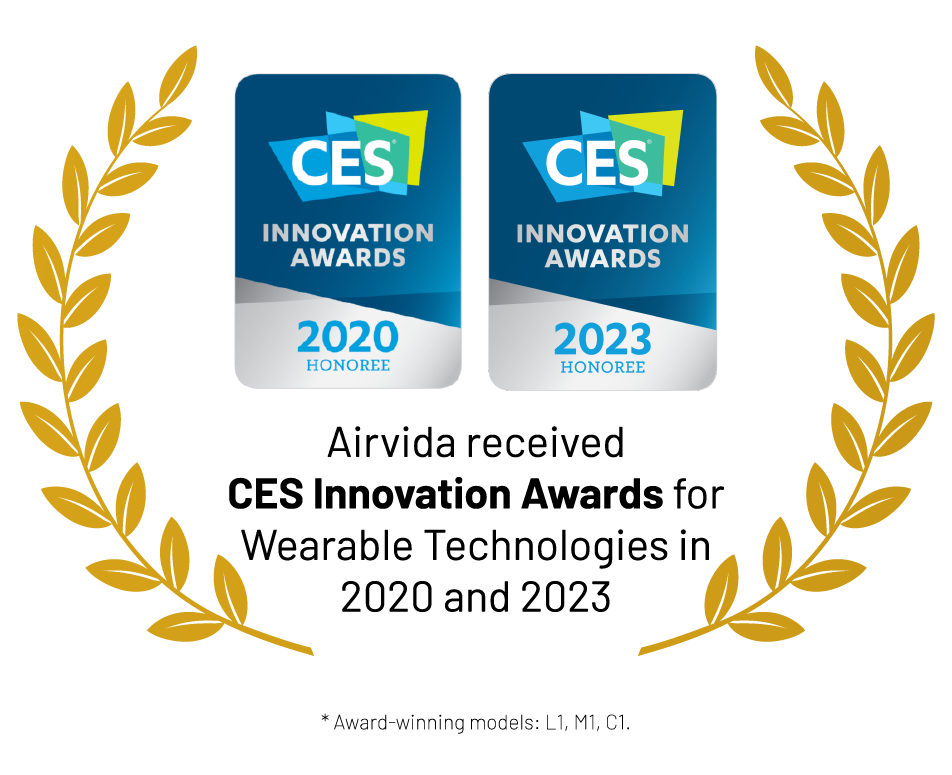 CES®
INNOVATION
AWARDS
2020
HONOREE
CES®
INNOVATION
AWARDS
2023
HONOREE
Airvida received
CES Innovation Awards for
Wearable Technologies in
2020 and 2023
* Award-winning models: L1, M1, C1.